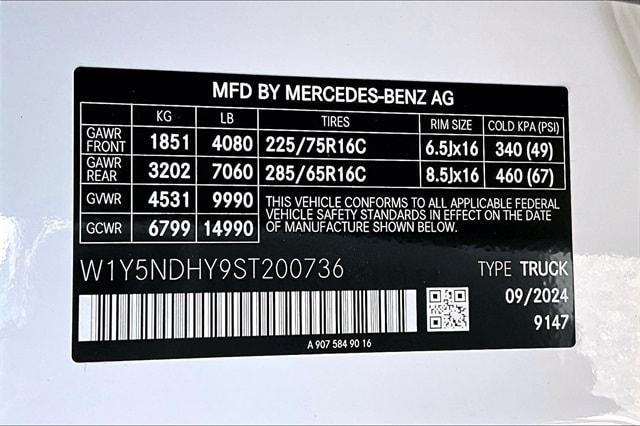 MFD BY MERCEDES-BENZ AG
KG LB TIRES RIM SIZE COLD KPA (PSI)
GAWR FRONT 1851 4080 225/75R16C 6.5Jx16 340 (49)
GAWR REAR 3202 7060 285/65R16C 8.5Jx16 460 (67)
GVWR 4531 9990
GCWR 6799 14990
THIS VEHICLE CONFORMS TO ALL APPLICABLE FEDERAL
VEHICLE SAFETY STANDARDS IN EFFECT ON THE DATE
OF MANUFACTURE SHOWN BELOW.
W1Y5NDHY9ST200736 TYPE TRUCK
09/2024
9147
A 907 584 90 16